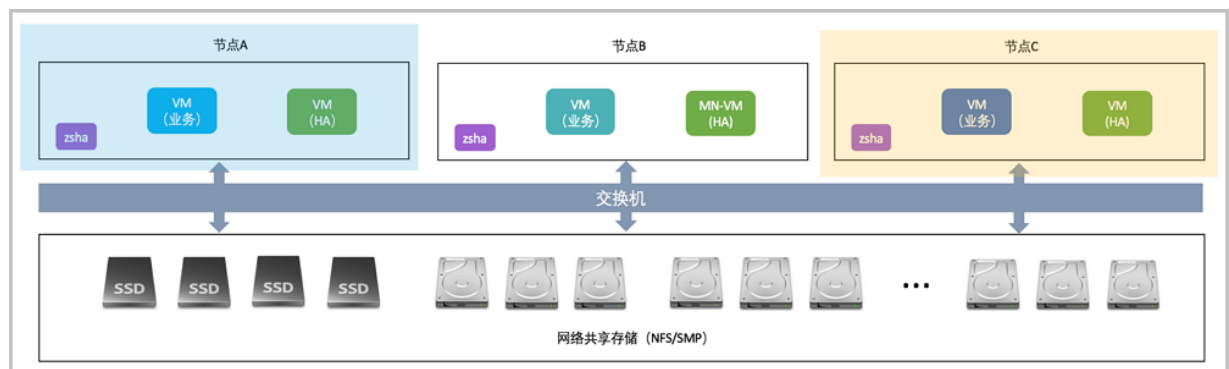 节点A
节点B
节点C
VM
(业务)
VM
(HA)
zsha
VM
(业务)
MN-VM
(HA)
zsha
VM
(业务)
VM
(HA)
zsha
交换机
SSD
SSD
SSD
SSD
...
网络共享存储（NFS/SMP）